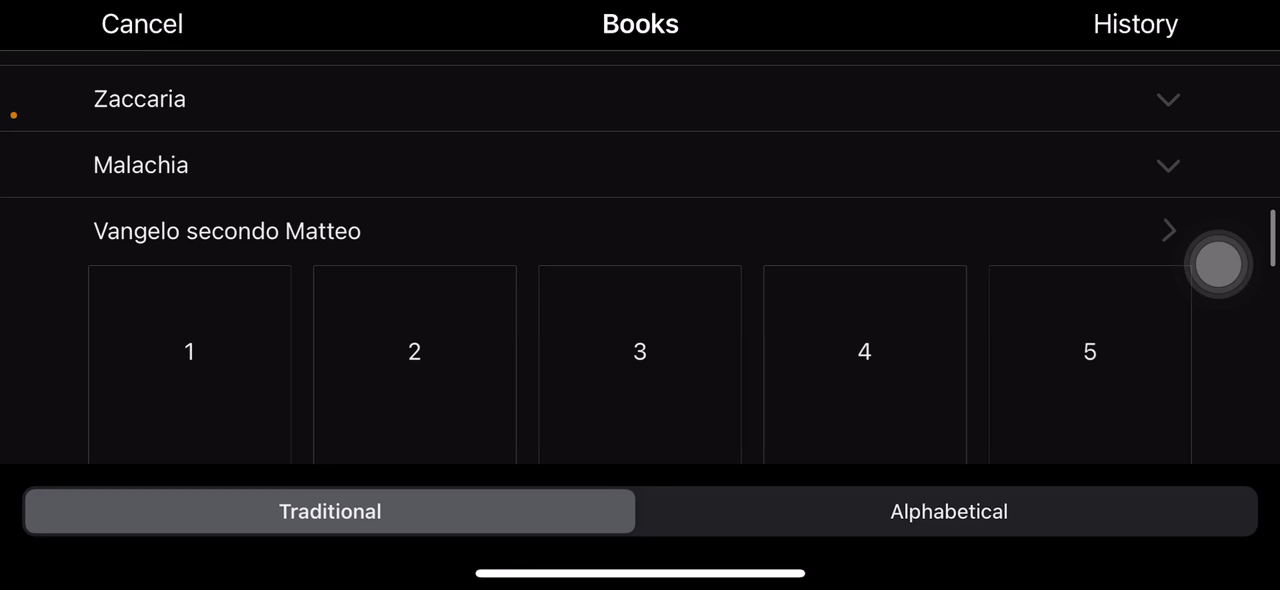 Cancel Books History
Zaccaria
Malachia
Vangelo secondo Matteo
1 2 3 4 5
Traditional Alphabetical